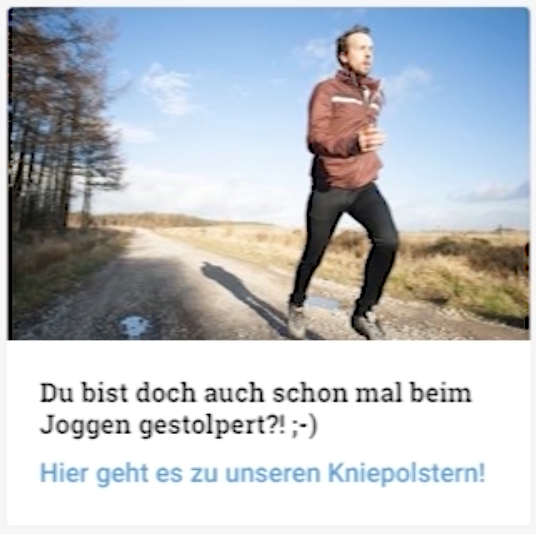 Du bist doch auch schon mal beim
Joggen gestolpert?! ;-)
Hier geht es zu unseren Kniepolstern!